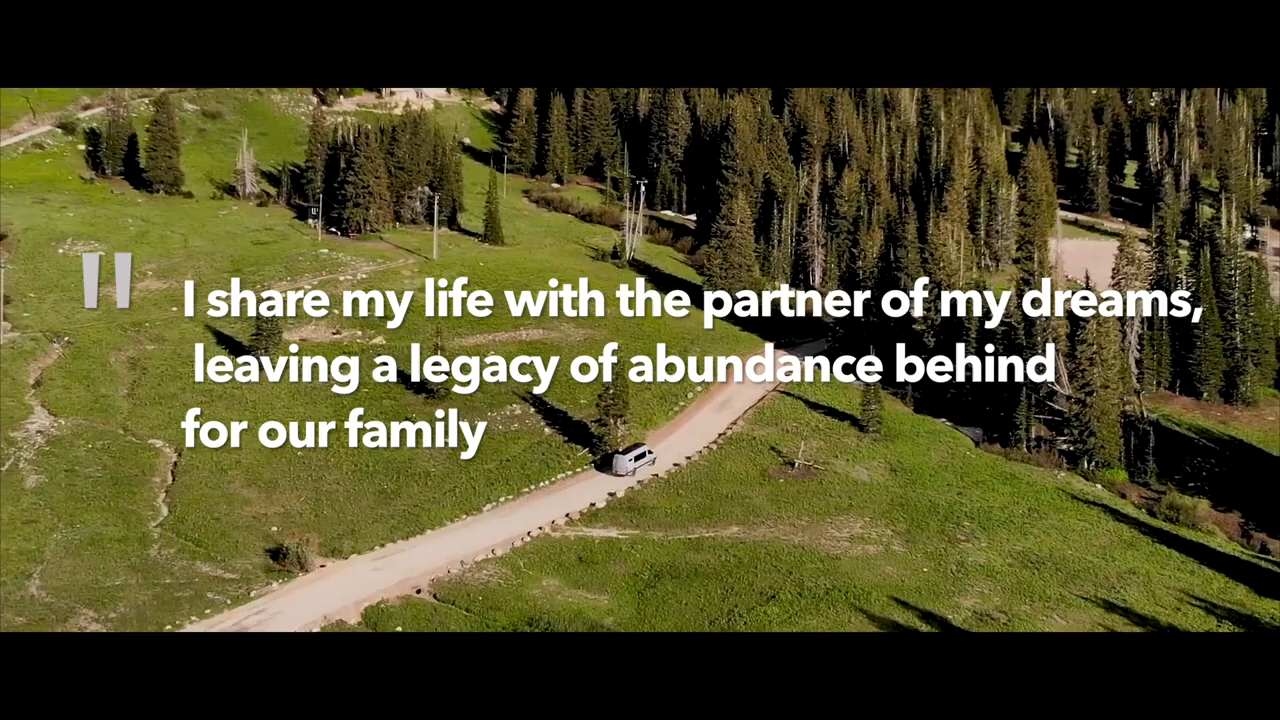 " I share my life with the partner of my dreams,
leaving a legacy of abundance behind
for our family